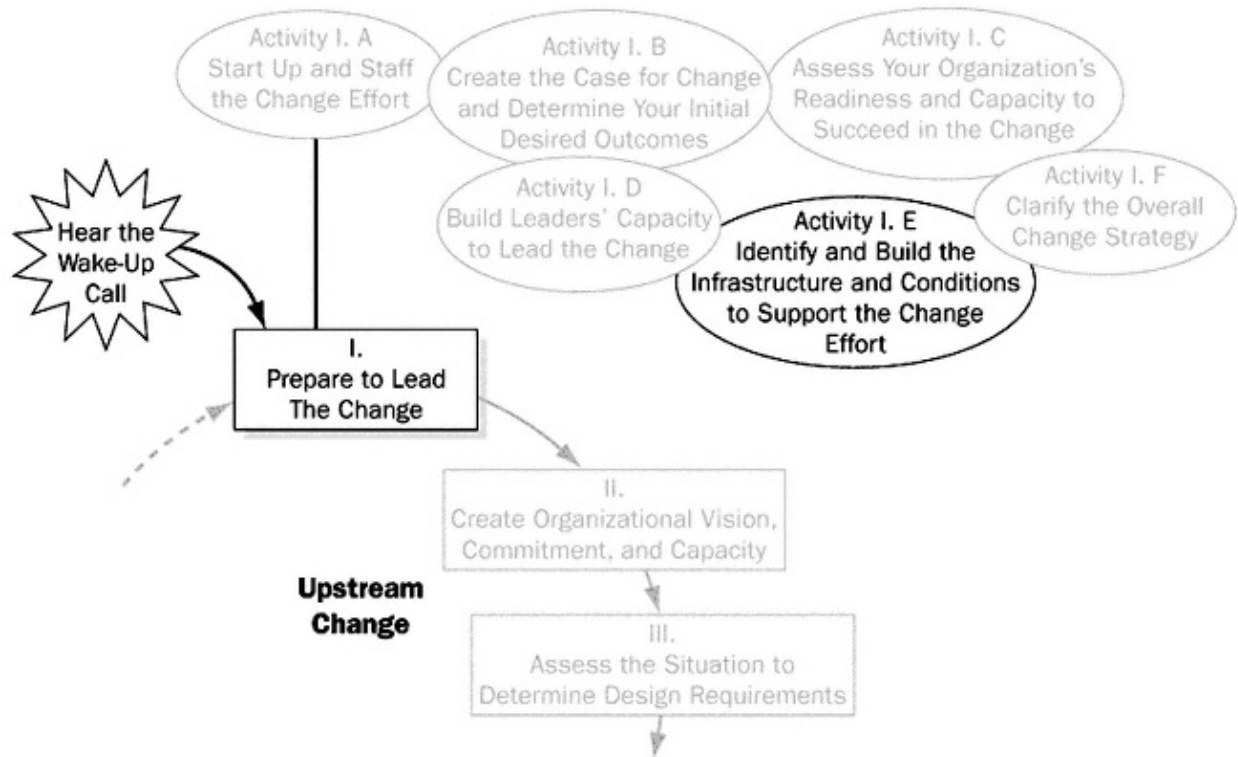 Activity I. A
Start Up and Staff
the Change Effort
Activity I. B
Create the Case for Change
and Determine Your Initial
Desired Outcomes
Activity I. C
Assess Your Organization's
Readiness and Capacity to
Succeed in the Change
Activity I. D
Build Leaders' Capacity
to Lead the Change
Activity I. E
Identify and Build the
Infrastructure and Conditions
to Support the Change
Effort
Activity I. F
Clarify the Overall
Change Strategy
Hear the
Wake-Up
Call
I.
Prepare to Lead
The Change
II.
Create Organizational Vision,
Commitment, and Capacity
Upstream
Change
III.
Assess the Situation to
Determine Design Requirements